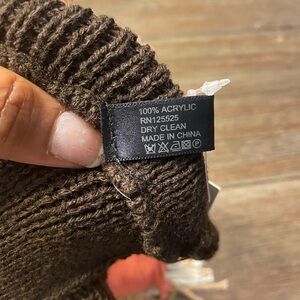 100% ACRYLIC
RN125525
DRY CLEAN
MADE IN CHINA